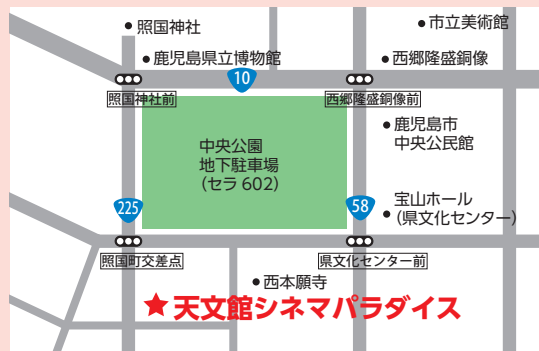 照国神社
市立美術館
鹿児島県立博物館
西郷隆盛銅像
10
照国神社前
西郷隆盛銅像前
中央公園
地下駐車場
(セラ602)
鹿児島市
中央公民館
225
58
宝山ホール
(県文化センター)
照国町交差点
県文化センター前
西本願寺
★天文館シネマパラダイス